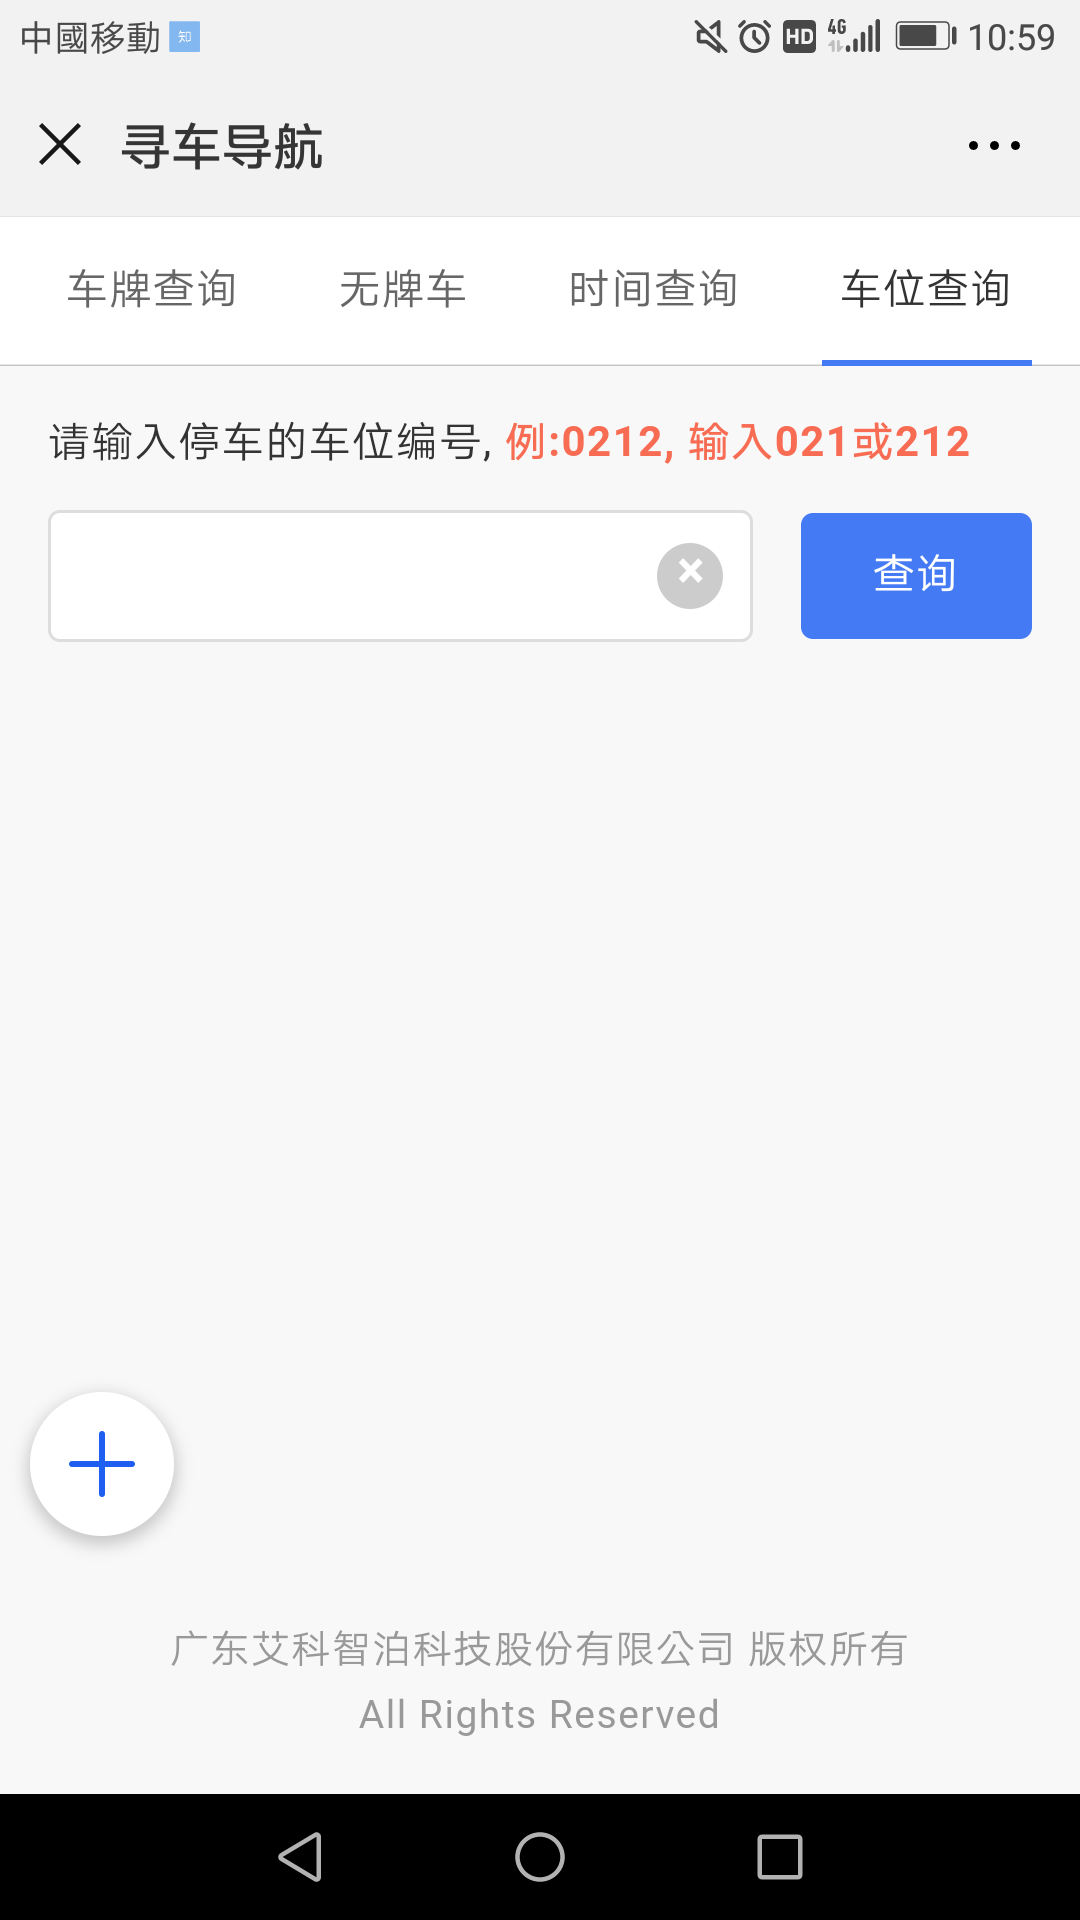 中國移動 知 4G HD 10:59
寻车导航
车牌查询 无牌车 时间查询 车位查询
请输入停车的车位编号, 例:0212, 输入021或212
查询
广东艾科智泊科技股份有限公司 版权所有
All Rights Reserved